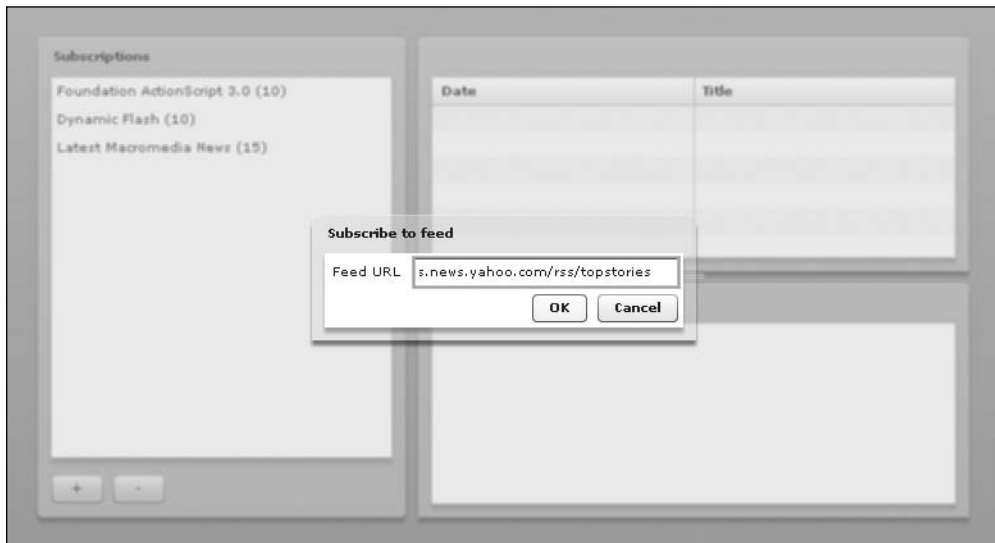 Subscriptions
Foundation ActionScript 3.0 (10)
Dynamic Flash (10)
Latest Macromedia News (15)
+ -
Date Title
Subscribe to feed
Feed URL s.news.yahoo.com/rss/topstories
OK Cancel